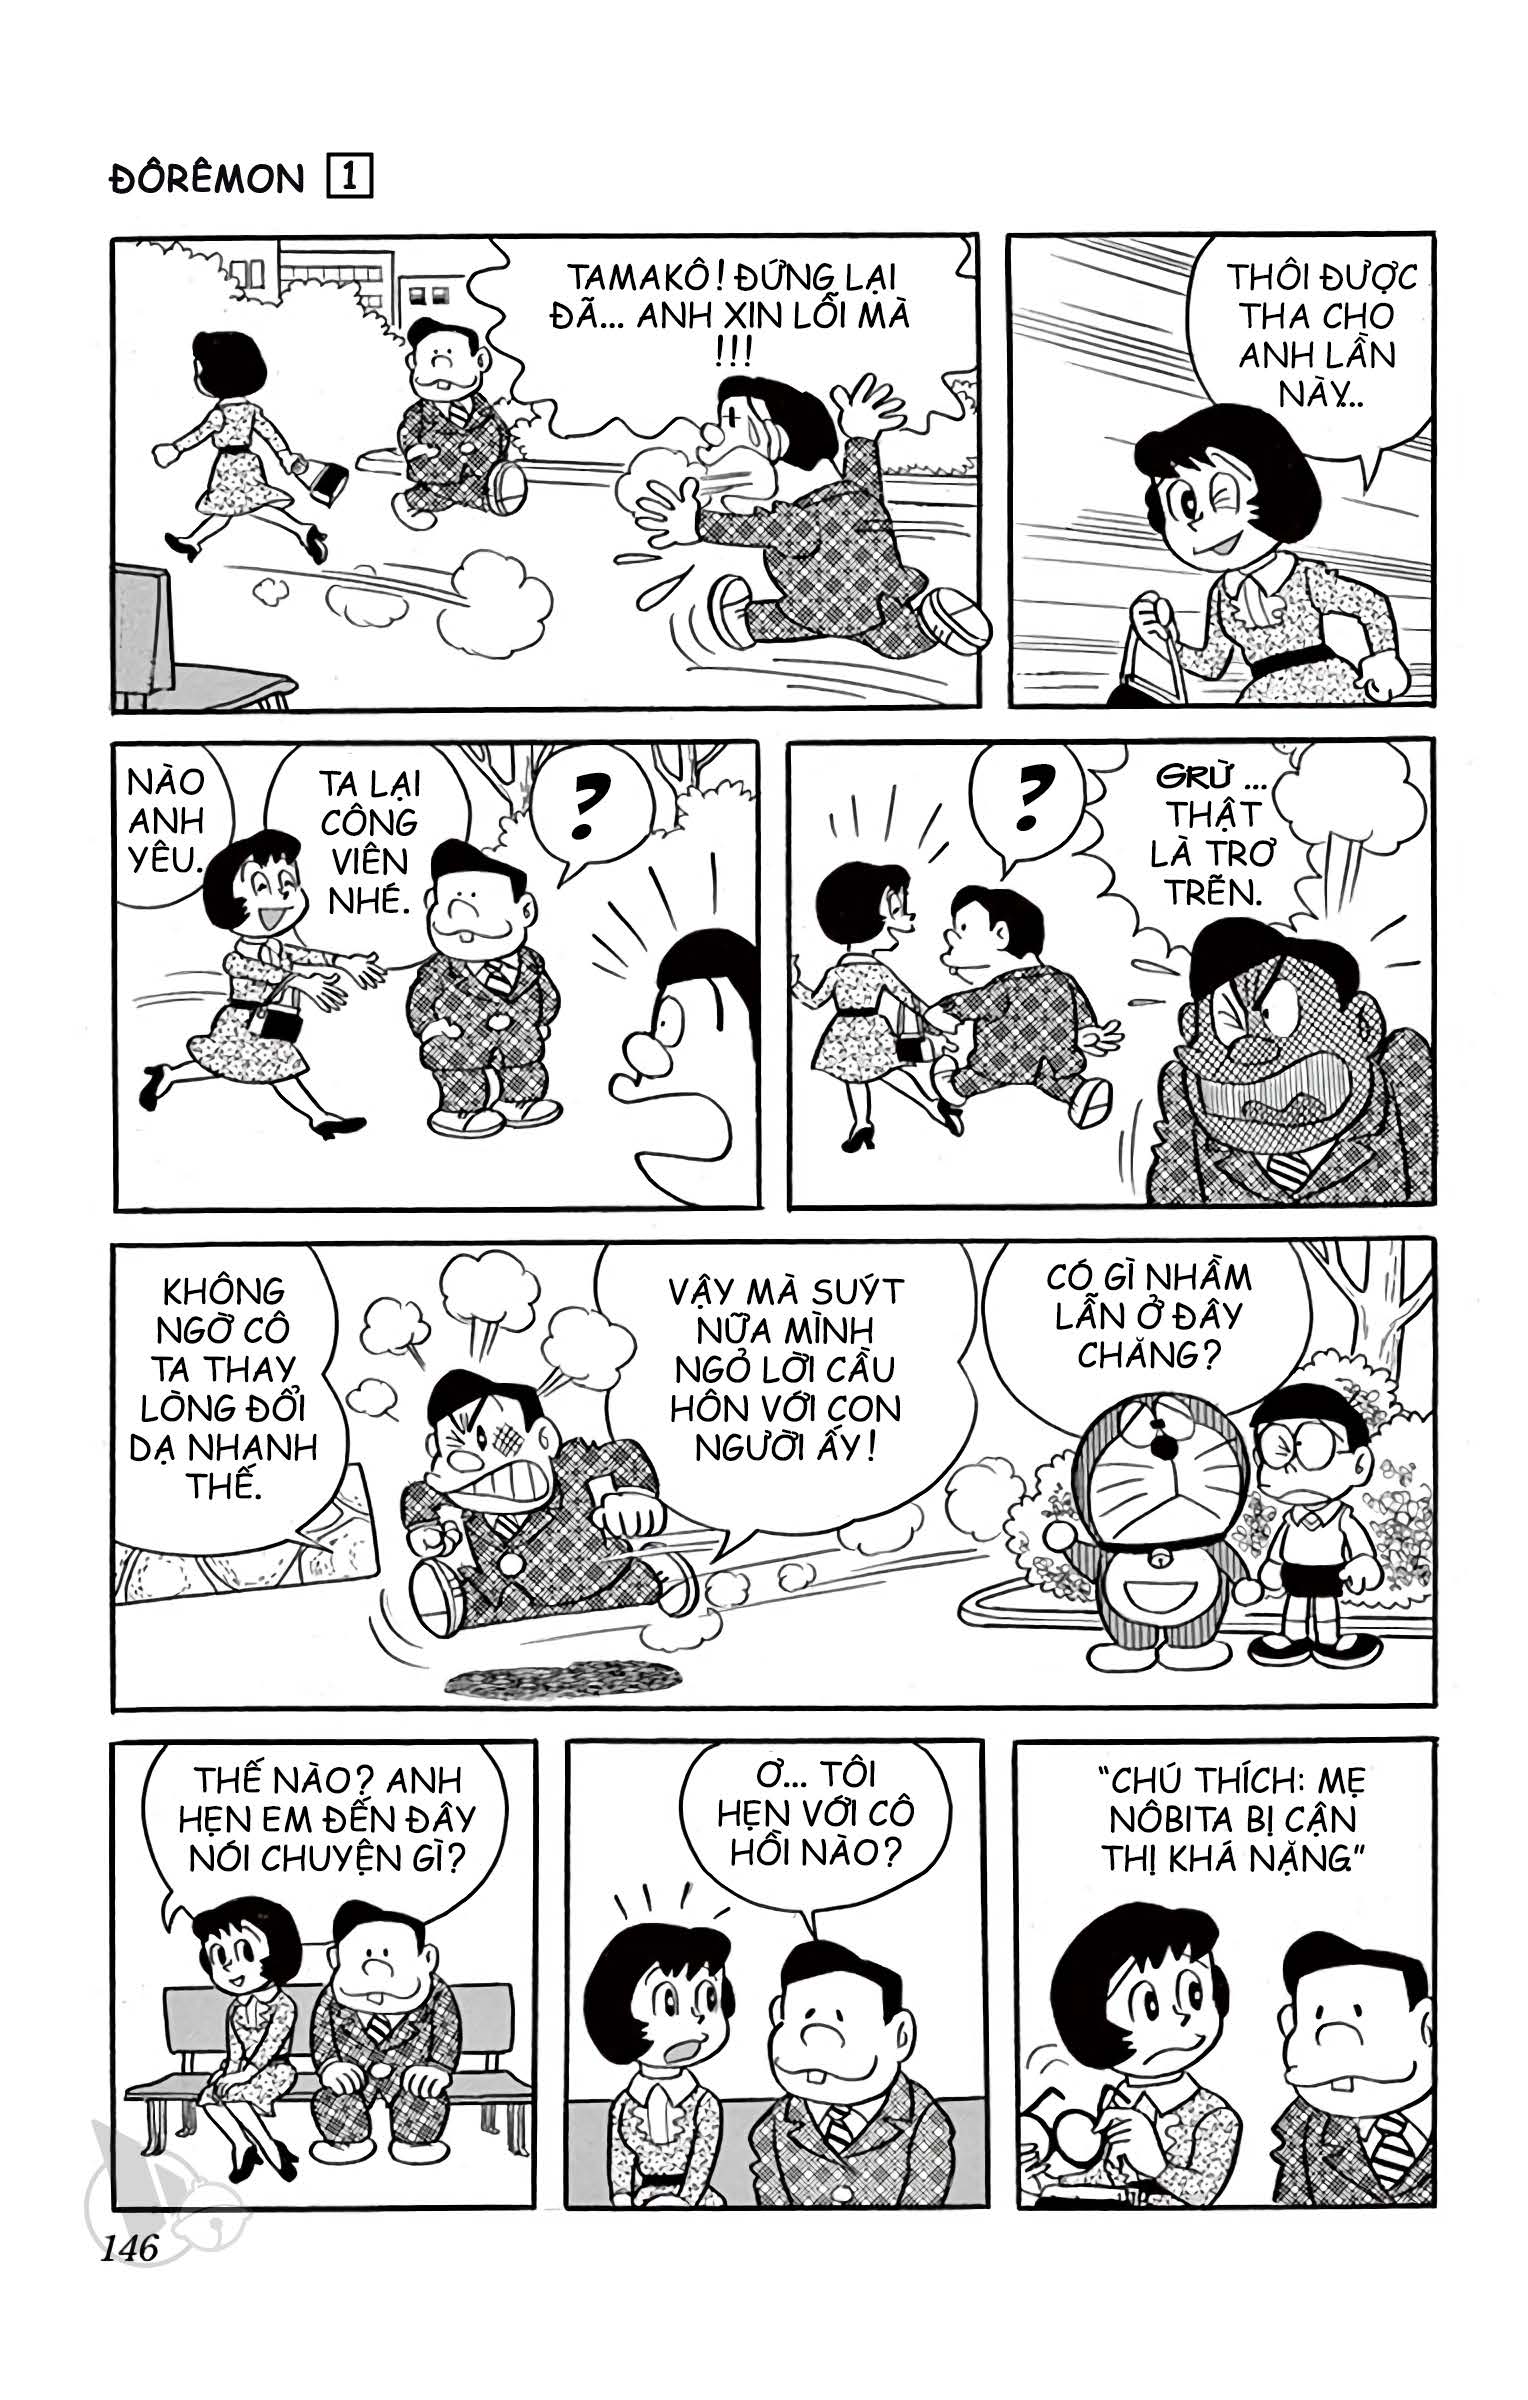 ĐÔRÊMON 1
TAMAKÔ! ĐỨNG LẠI
ĐÃ... ANH XIN LỖI MÀ
!!!
THÔI ĐƯỢC
THA CHO
ANH LẦN
NÀY...
NÀO
ANH
YÊU.
TA LẠI
CÔNG
VIÊN
NHÉ.
?
?
GRỪ ...
THẬT
LÀ TRƠ
TRẼN.
KHÔNG
NGỜ CÔ
TA THAY
LÒNG ĐỔI
DẠ NHANH
THẾ.
VẬY MÀ SUÝT
NỮA MÌNH
NGỎ LỜI CẦU
HÔN VỚI CON
NGƯỜI ẤY!
CÓ GÌ NHẦM
LẪN Ở ĐÂY
CHĂNG?
THẾ NÀO? ANH
HẸN EM ĐẾN ĐÂY
NÓI CHUYỆN GÌ?
Ơ... TÔI
HẸN VỚI CÔ
HỒI NÀO?
"CHÚ THÍCH: MẸ
NÔBITA BỊ CẬN
THỊ KHÁ NẶNG."
146